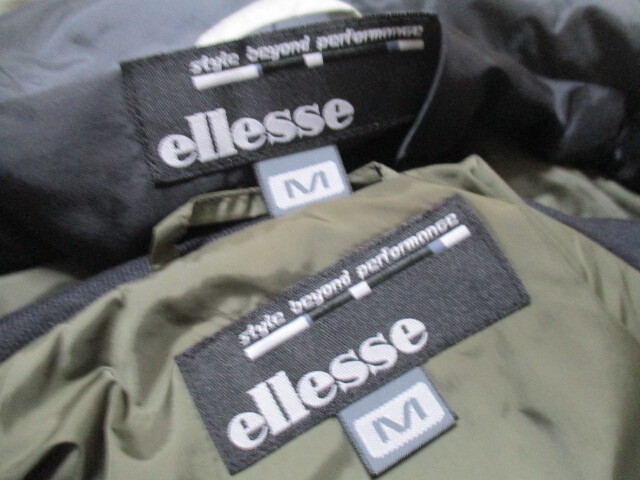 style beyond performance
ellesse
M
style beyond performance
ellesse
M